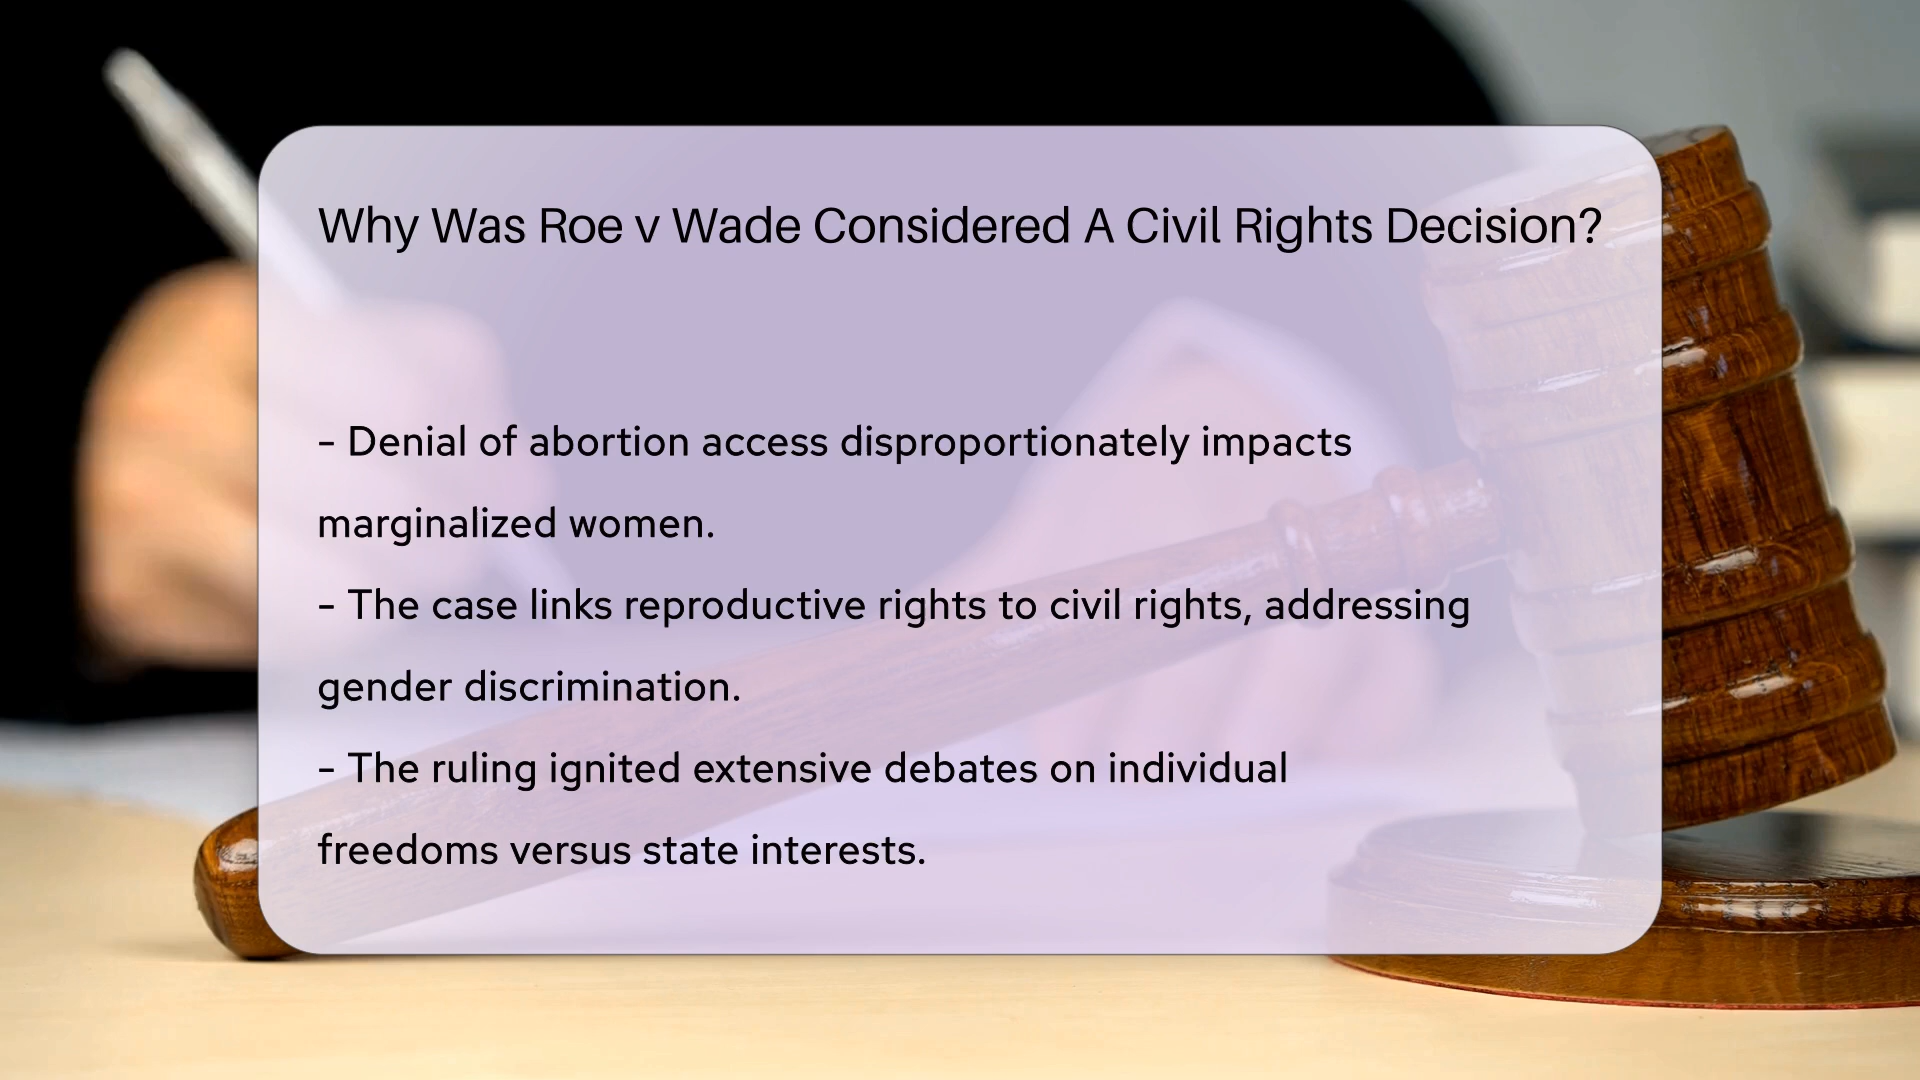 Why Was Roe v Wade Considered A Civil Rights Decision?
- Denial of abortion access disproportionately impacts
marginalized women.
- The case links reproductive rights to civil rights, addressing
gender discrimination.
- The ruling ignited extensive debates on individual
freedoms versus state interests.